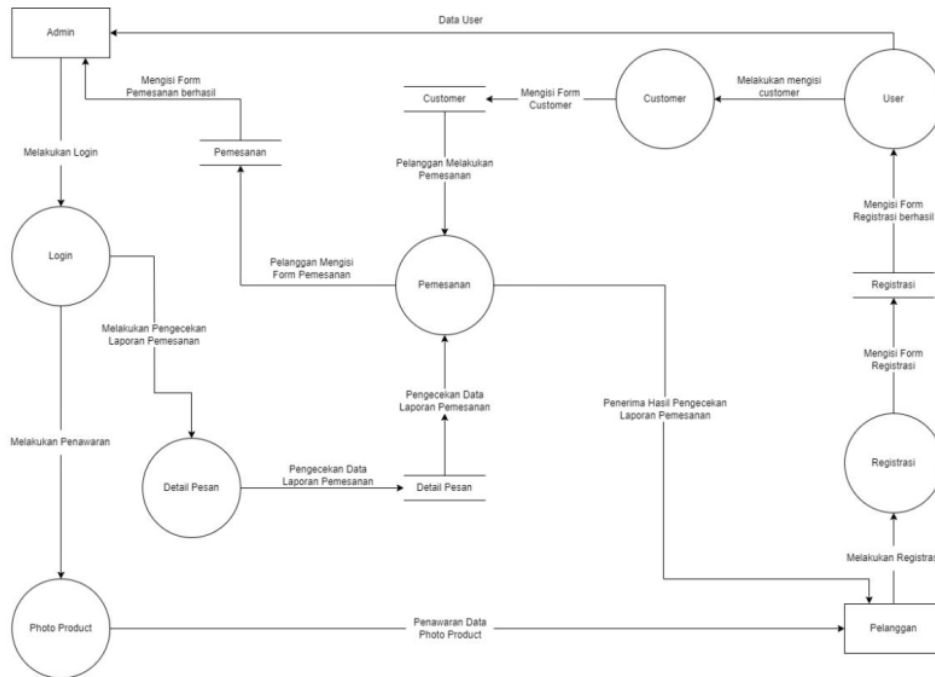 Data User
Admin
Mengisi Form
Pemesanan berhasil
Customer
Mengisi Form
Customer
Customer
Melakukan mengisi
customer
User
Melakukan Login
Pemesanan
Pelanggan Melakukan
Pemesanan
Mengisi Form
Registrasi berhasil
Login
Pelanggan Mengisi
Form Pemesanan
Pemesanan
Registrasi
Melakukan Pengecekan
Laporan Pemesanan
Mengisi Form
Registrasi
Pengecekan Data
Laporan Pemesanan
Penerima Hasil Pengecekan
Laporan Pemesanan
Melakukan Penawaran
Registrasi
Detail Pesan
Pengecekan Data
Laporan Pemesanan
Detail Pesan
Melakukan Registrasi
Photo Product
Penawaran Data
Photo Product
Pelanggan